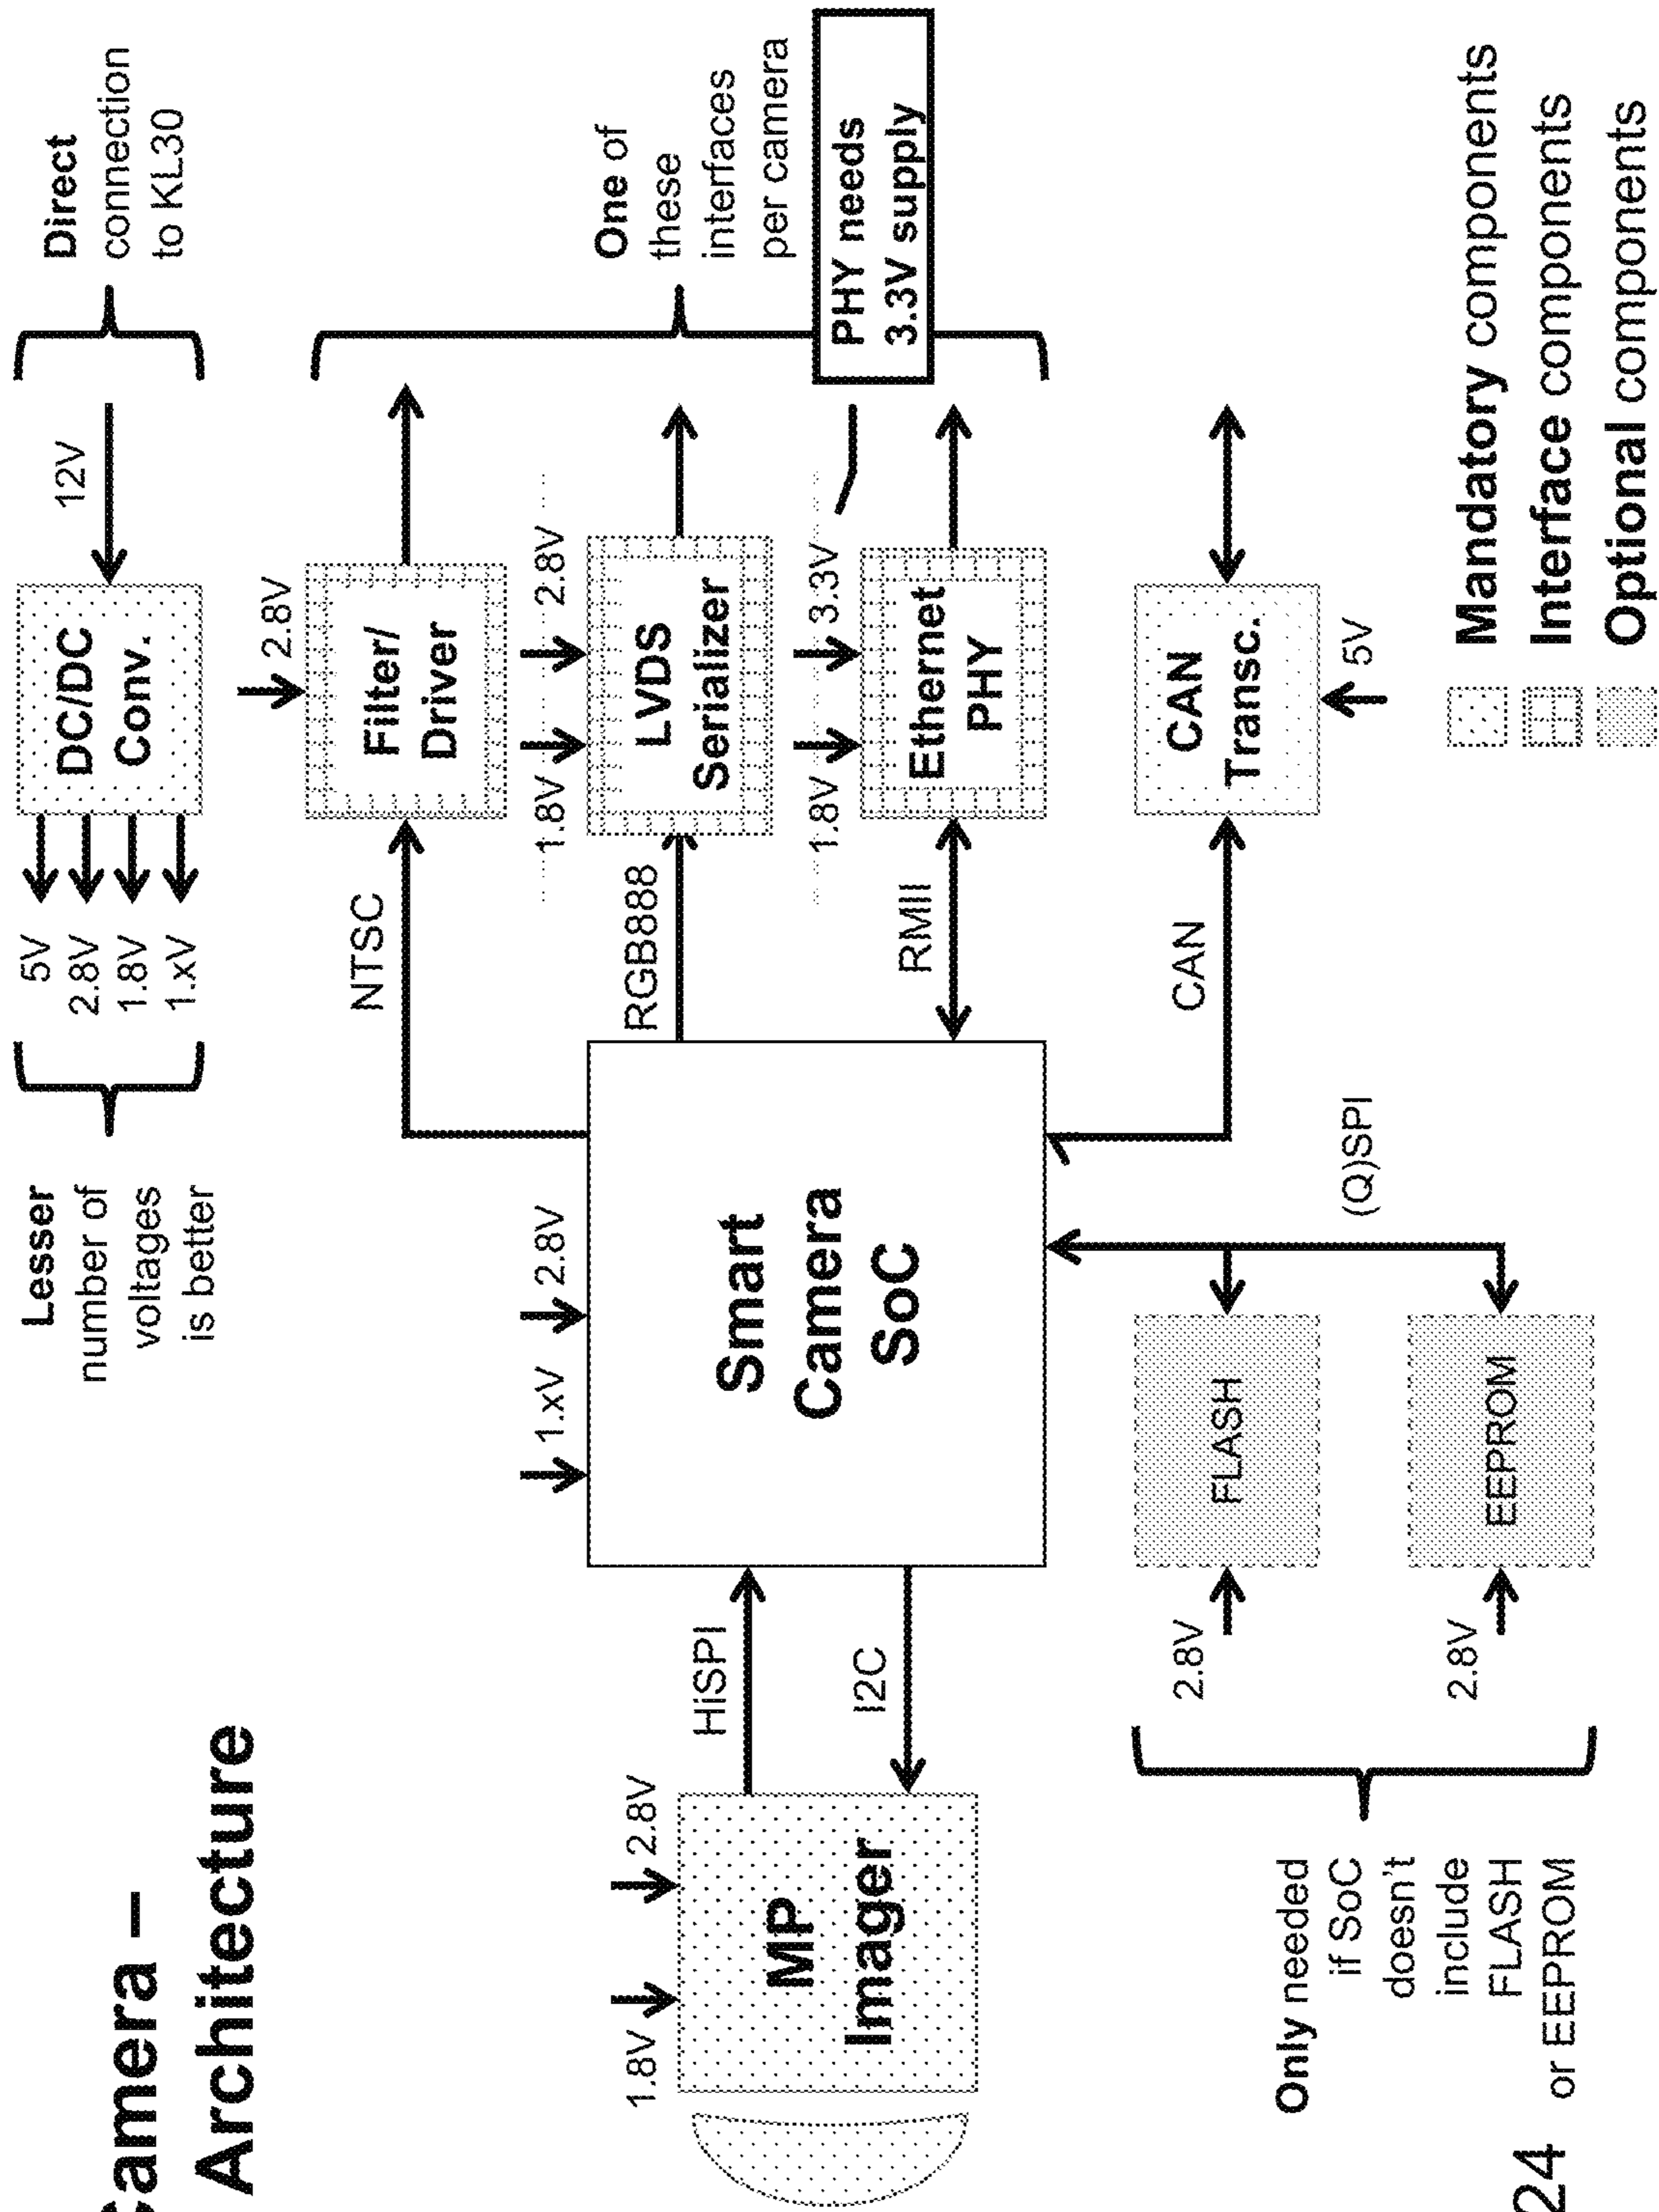 Camera –
Architecture
Lesser
number of
voltages
is better
5V
2.8V
1.8V
1.xV
DC/DC
Conv.
12V
Direct
connection
to KL30
NTSC
2.8V
Filter/
Driver
One of
these
interfaces
per camera
RGB888
1.8V
2.8V
LVDS
Serializer
PHY needs
3.3V supply
RMII
1.8V
3.3V
Ethernet
PHY
CAN
CAN
Transc.
5V
1.xV
2.8V
Smart
Camera
SoC
1.8V
2.8V
MP
Imager
HiSPI
I2C
(Q)SPI
2.8V
FLASH
2.8V
EEPROM
Only needed
if SoC
doesn't
include
FLASH
or EEPROM
Mandatory components
Interface components
Optional components
24